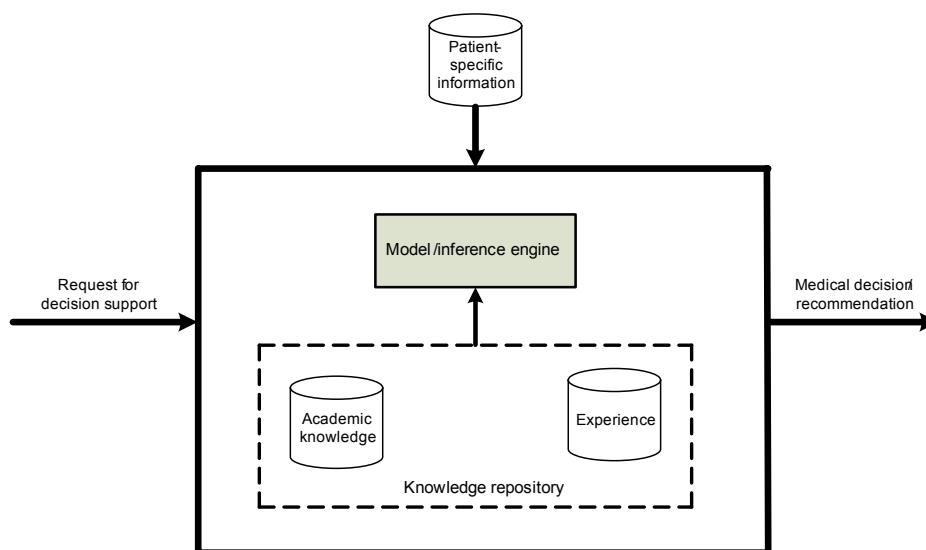 Patient-
specific
information
Model/inference engine
Request for
decision support
Medical decision/
recommendation
Academic
knowledge
Experience
Knowledge repository